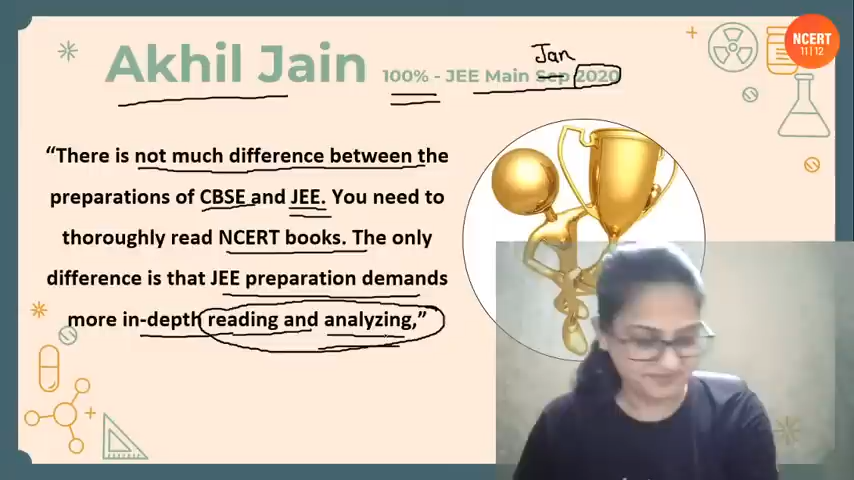 NCERT
11|12
Jan
Akhil Jain 100% - JEE Main Sep 2020
“There is not much difference between the
preparations of CBSE and JEE. You need to
thoroughly read NCERT books. The only
difference is that JEE preparation demands
more in-depth reading and analyzing,”